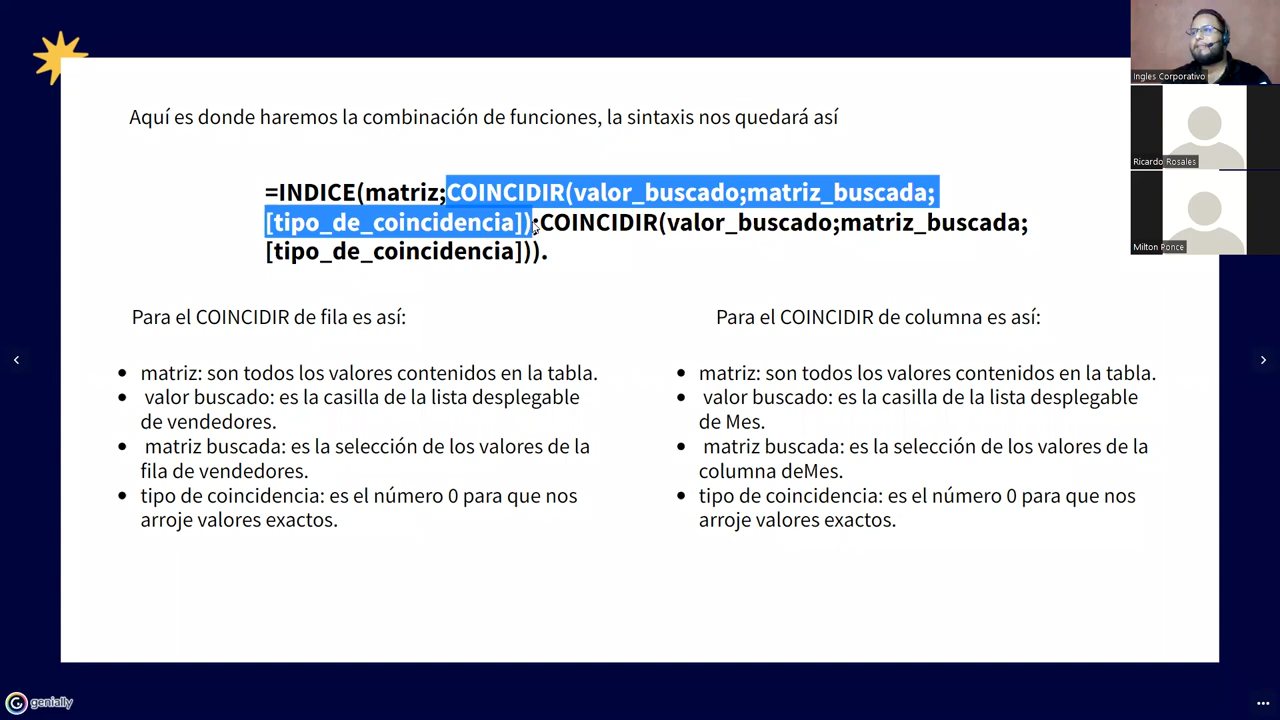 Aquí es donde haremos la combinación de funciones, la sintaxis nos quedará así
=INDICE(matriz;COINCIDIR(valor_buscado;matriz_buscada;
[tipo_de_coincidencia]);COINCIDIR(valor_buscado;matriz_buscada;
[tipo_de_coincidencia])).
Para el COINCIDIR de fila es así:
• matriz: son todos los valores contenidos en la tabla.
• valor buscado: es la casilla de la lista desplegable
de vendedores.
• matriz buscada: es la selección de los valores de la
fila de vendedores.
• tipo de coincidencia: es el número 0 para que nos
arroje valores exactos.
Para el COINCIDIR de columna es así:
• matriz: son todos los valores contenidos en la tabla.
• valor buscado: es la casilla de la lista desplegable
de Mes.
• matriz buscada: es la selección de los valores de la
columna deMes.
• tipo de coincidencia: es el número 0 para que nos
arroje valores exactos.
Ingles Corporativo
Ricardo Rosales
Milton Ponce
genially